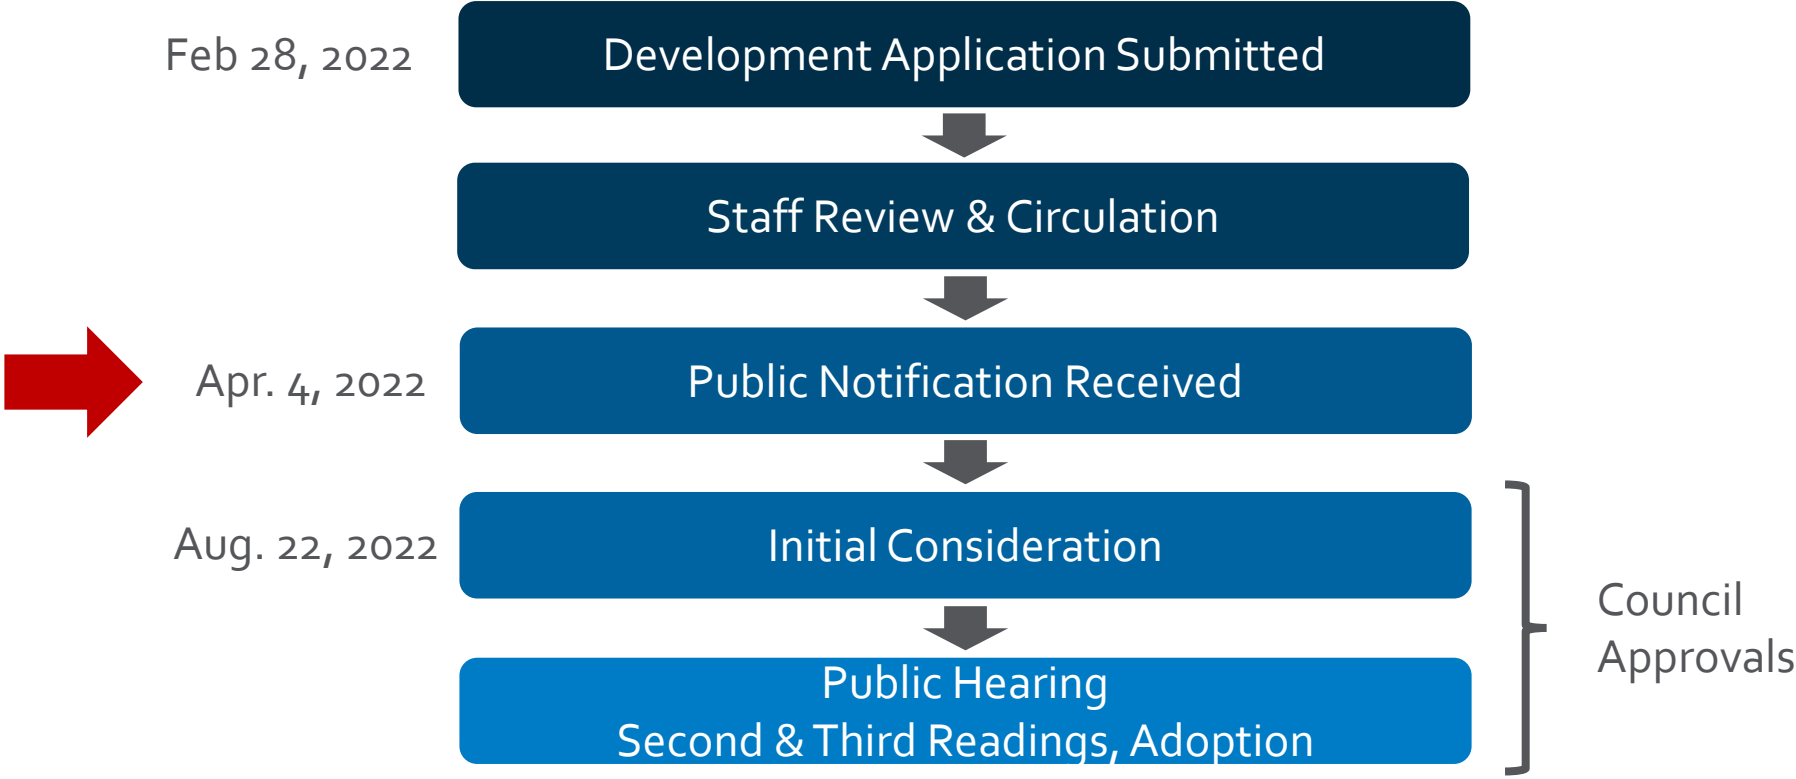 Feb 28, 2022
Development Application Submitted
Staff Review & Circulation
Apr. 4, 2022
Public Notification Received
Aug. 22, 2022
Initial Consideration
Public Hearing
Second & Third Readings, Adoption
Council
Approvals